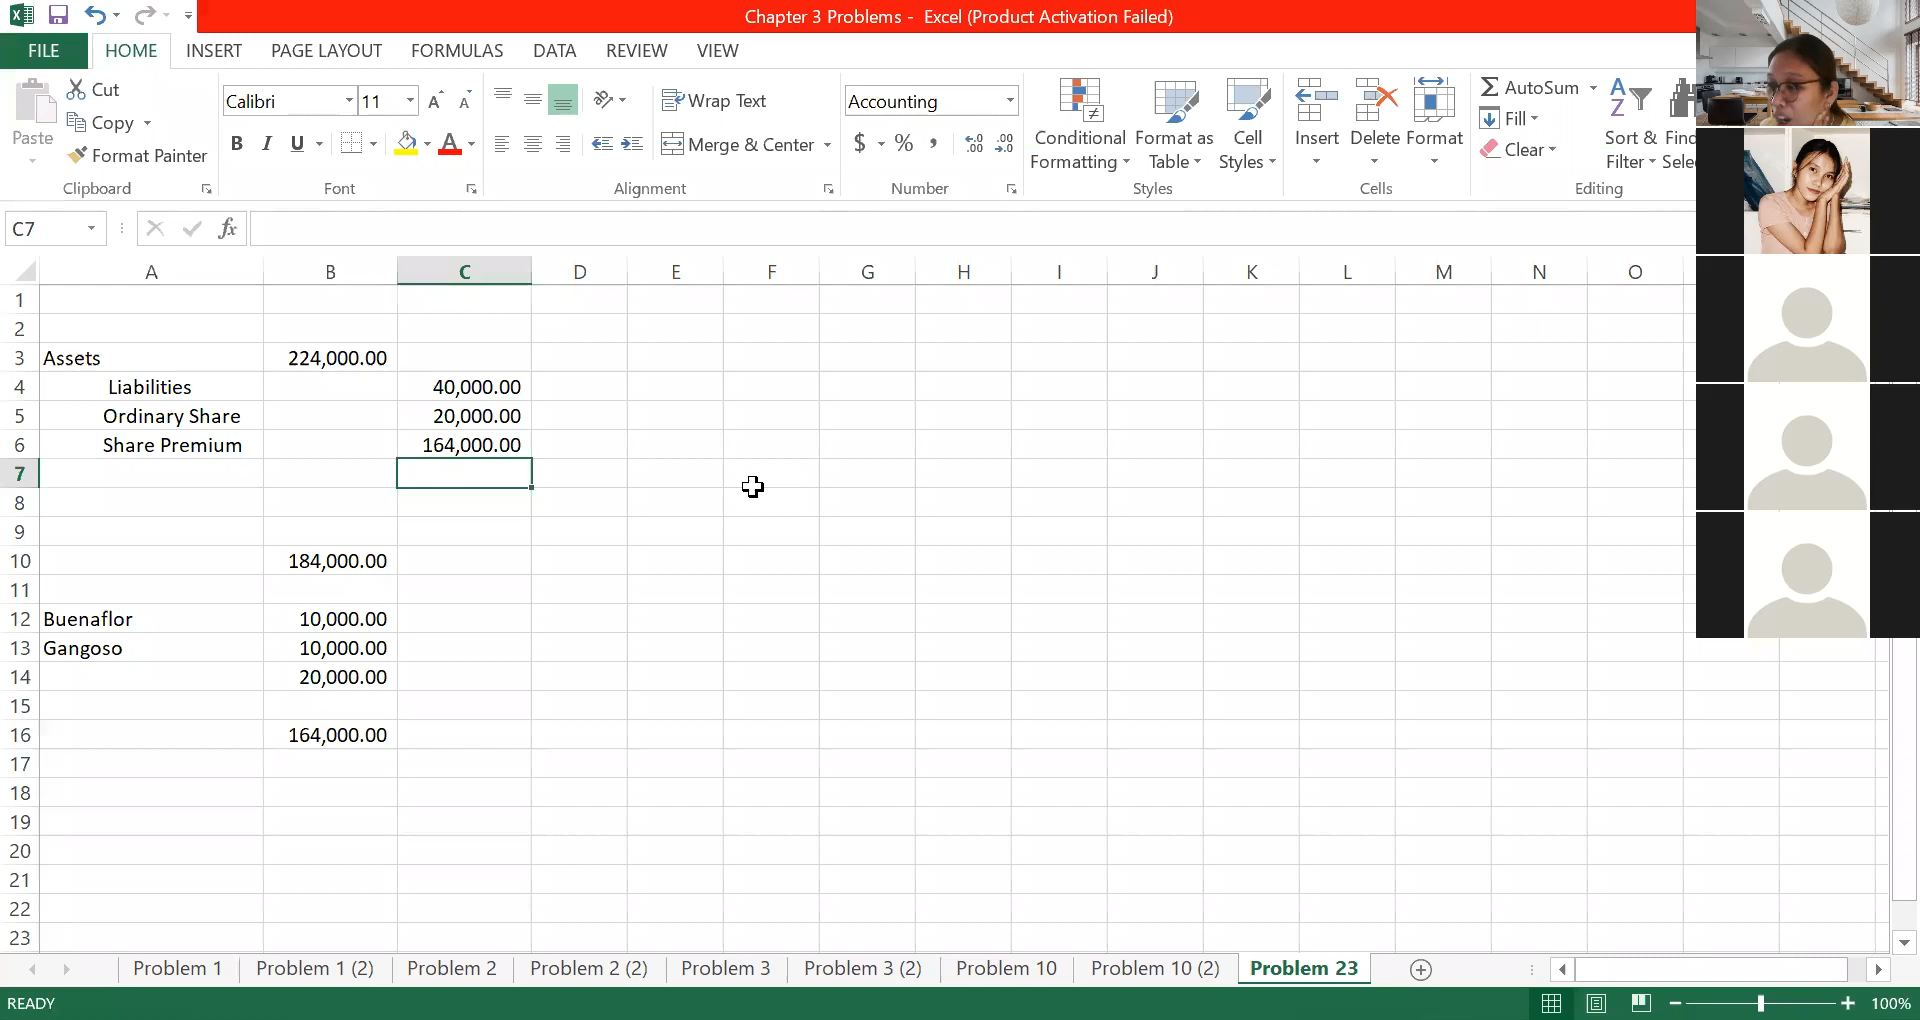 Chapter 3 Problems - Excel (Product Activation Failed)
FILE HOME INSERT PAGE LAYOUT FORMULAS DATA REVIEW VIEW
Paste
Cut
Copy
Format Painter
Clipboard
Calibri 11
B I U
Font
Wrap Text
Merge & Center
Alignment
Accounting
$ % ,
Number
Conditional Formatting
Format as Table
Cell Styles
Styles
Insert Delete Format
Cells
AutoSum
Fill
Clear
Sort & Filter
Editing
C7 fx
A B C D E F G H I J K L M N O
1
2
3 Assets 224,000.00
4 Liabilities 40,000.00
5 Ordinary Share 20,000.00
6 Share Premium 164,000.00
7
8
9
10 184,000.00
11
12 Buenaflor 10,000.00
13 Gangoso 10,000.00
14 20,000.00
15
16 164,000.00
17
18
19
20
21
22
23
Problem 1 Problem 1 (2) Problem 2 Problem 2 (2) Problem 3 Problem 3 (2) Problem 10 Problem 10 (2) Problem 23
READY 100%